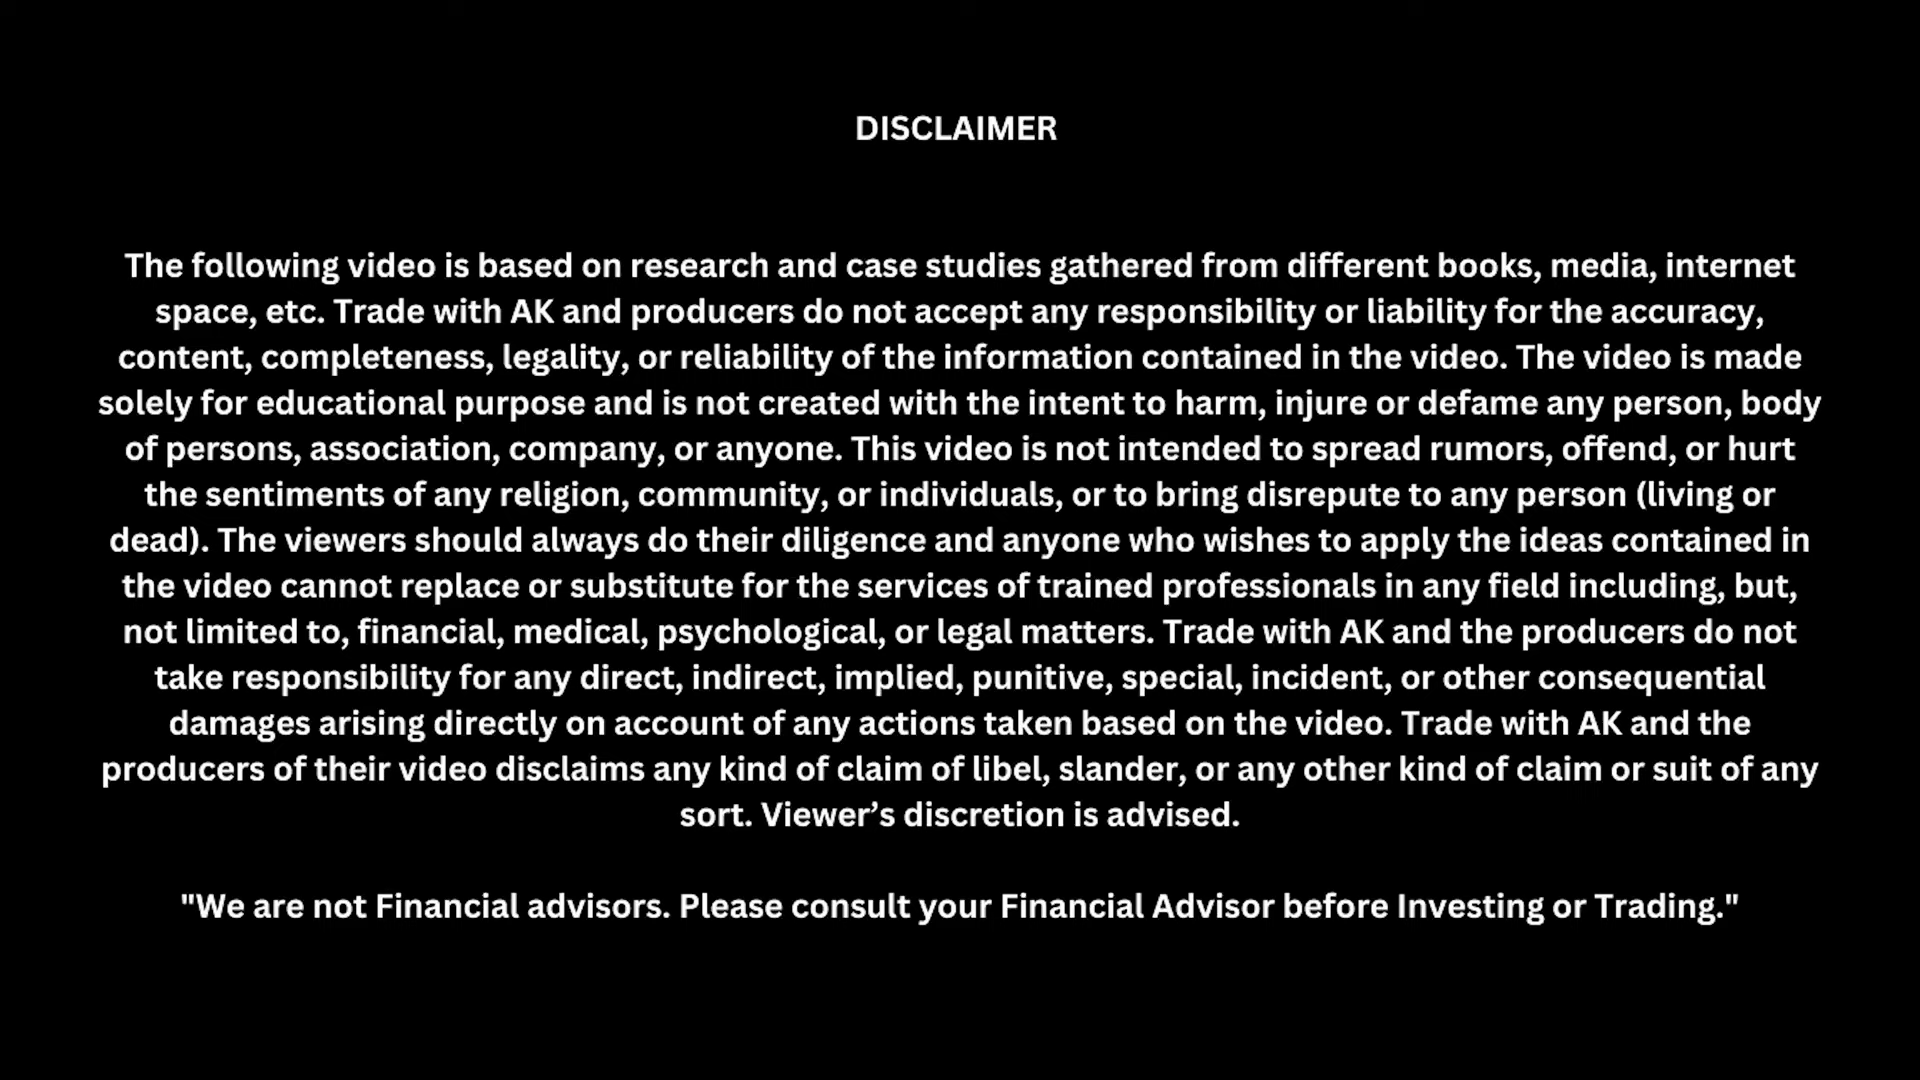 DISCLAIMER
The following video is based on research and case studies gathered from different books, media, internet
space, etc. Trade with AK and producers do not accept any responsibility or liability for the accuracy,
content, completeness, legality, or reliability of the information contained in the video. The video is made
solely for educational purpose and is not created with the intent to harm, injure or defame any person, body
of persons, association, company, or anyone. This video is not intended to spread rumors, offend, or hurt
the sentiments of any religion, community, or individuals, or to bring disrepute to any person (living or
dead). The viewers should always do their diligence and anyone who wishes to apply the ideas contained in
the video cannot replace or substitute for the services of trained professionals in any field including, but,
not limited to, financial, medical, psychological, or legal matters. Trade with AK and the producers do not
take responsibility for any direct, indirect, implied, punitive, special, incident, or other consequential
damages arising directly on account of any actions taken based on the video. Trade with AK and the
producers of their video disclaims any kind of claim of libel, slander, or any other kind of claim or suit of any
sort. Viewer’s discretion is advised.
"We are not Financial advisors. Please consult your Financial Advisor before Investing or Trading."